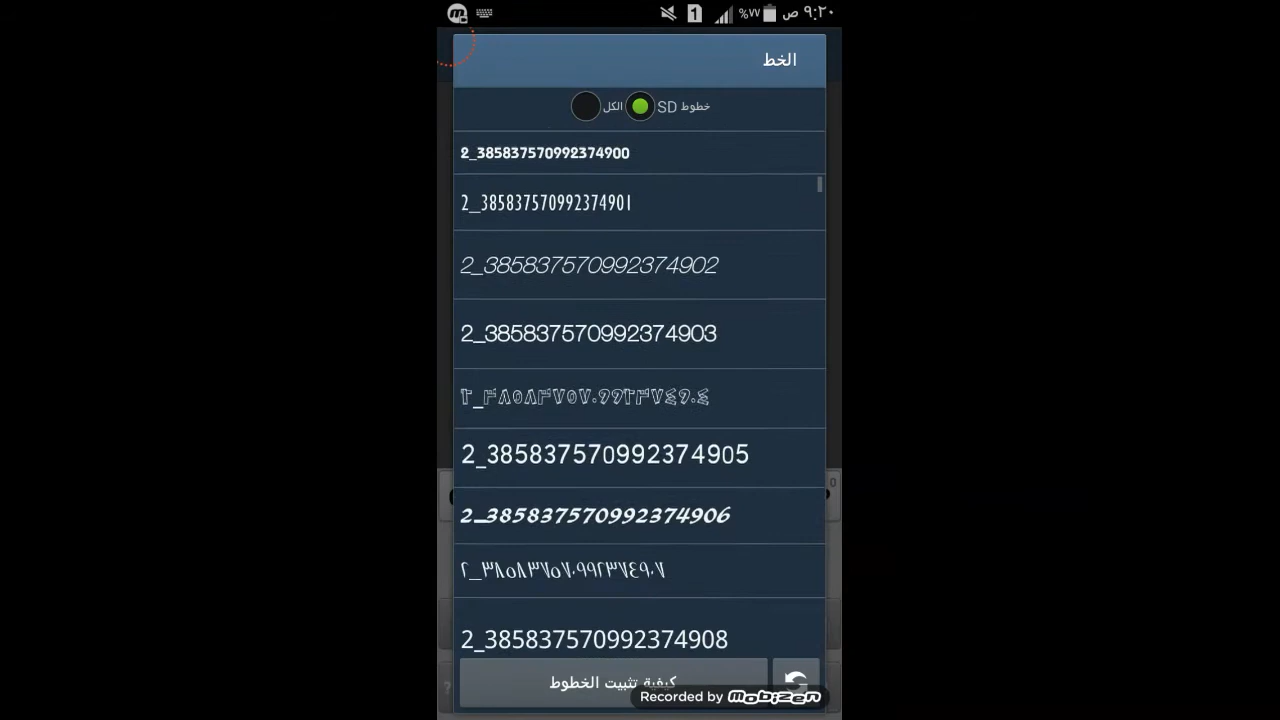 %٧٧ ٩:٢٠ ص
الخط
خطوط SD الكل
2_385837570992374900
2_385837570992374901
2_385837570992374902
2_385837570992374903
٢_٣٨٥٨٣٧٥٧٠٩٩٢٣٧٤٩٠٤
2_385837570992374905
2_385837570992374906
٢_٣٨٥٨٣٧٥٧٠٩٩٢٣٧٤٩٠٧
2_385837570992374908
كيفية تثبيت الخطوط
Recorded by mobizen